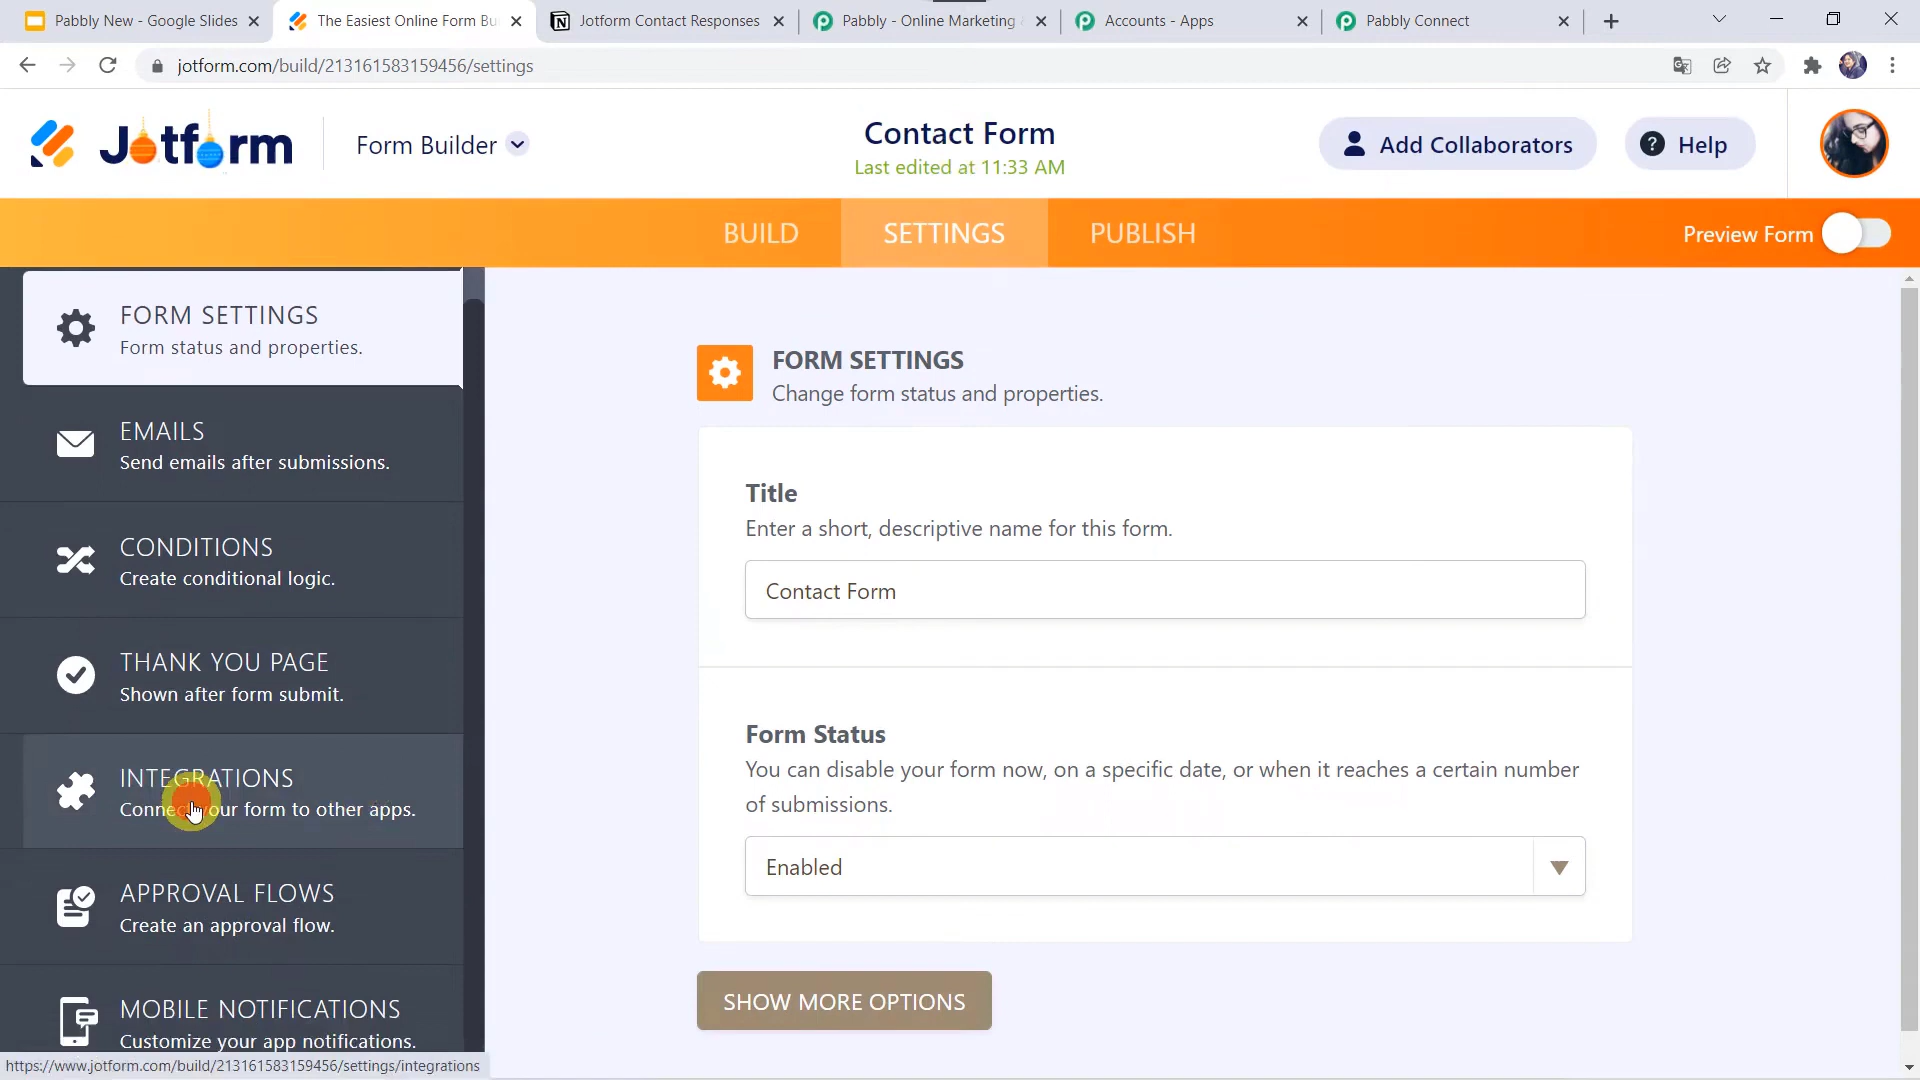 Pabbly New - Google Slides
The Easiest Online Form Bu
Jotform Contact Responses
Pabbly - Online Marketing
Accounts - Apps
Pabbly Connect
jotform.com/build/213161583159456/settings
Jotform
Form Builder
Contact Form
Last edited at 11:33 AM
Add Collaborators
? Help
BUILD
SETTINGS
PUBLISH
Preview Form
FORM SETTINGS
Form status and properties.
EMAILS
Send emails after submissions.
CONDITIONS
Create conditional logic.
THANK YOU PAGE
Shown after form submit.
INTEGRATIONS
Connect your form to other apps.
APPROVAL FLOWS
Create an approval flow.
MOBILE NOTIFICATIONS
Customize your app notifications.
https://www.jotform.com/build/213161583159456/settings/integrations
FORM SETTINGS
Change form status and properties.
Title
Enter a short, descriptive name for this form.
Contact Form
Form Status
You can disable your form now, on a specific date, or when it reaches a certain number
of submissions.
Enabled
SHOW MORE OPTIONS